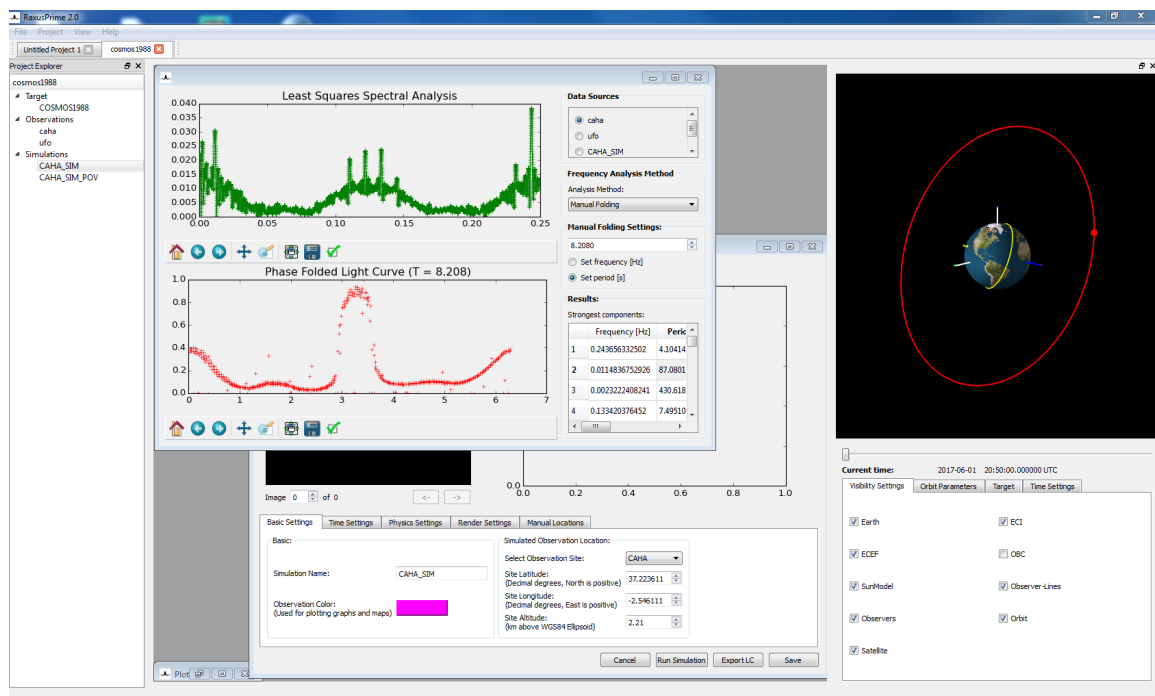 RaxusPrime 2.0
File Project View Help
Untitled Project 1
cosmos1988
Project Explorer
cosmos1988
Target
COSMOS1988
Observations
caha
ufo
Simulations
CAHA_SIM
CAHA_SIM_POV
Least Squares Spectral Analysis
0.040
0.035
0.030
0.025
0.020
0.015
0.010
0.005
0.000
0.00 0.05 0.10 0.15 0.20 0.25
Phase Folded Light Curve (T = 8.208)
1.0
0.8
0.6
0.4
0.2
0.0
0 1 2 3 4 5 6 7
Data Sources
caha
ufo
CAHA_SIM
Frequency Analysis Method
Analysis Method:
Manual Folding
Manual Folding Settings:
8.2080
Set frequency [Hz]
Set period [s]
Results:
Strongest components:
Frequency [Hz] Peric
1 0.243656332502 4.10414
2 0.0114836752926 87.0801
3 0.0023222408241 430.618
4 0.133420376452 7.49510
0.0
0.0 0.2 0.4 0.6 0.8 1.0
Image 0 of 0
<- ->
Basic Settings Time Settings Physics Settings Render Settings Manual Locations
Basic:
Simulation Name: CAHA_SIM
Observation Color:
(Used for plotting graphs and maps)
Simulated Observation Location:
Select Observation Site: CAHA
Site Latitude:
(Decimal degrees, North is positive) 37.223611
Site Longitude:
(Decimal degrees, East is positive) -2.546111
Site Altitude:
(km above WGS84 Ellipsoid) 2.21
Cancel Run Simulation Export LC Save
Plot
Current time: 2017-06-01 20:50:00.000000 UTC
Visibility Settings Orbit Parameters Target Time Settings
Earth ECI
ECEF OBC
SunModel Observer-Lines
Observers Orbit
Satellite